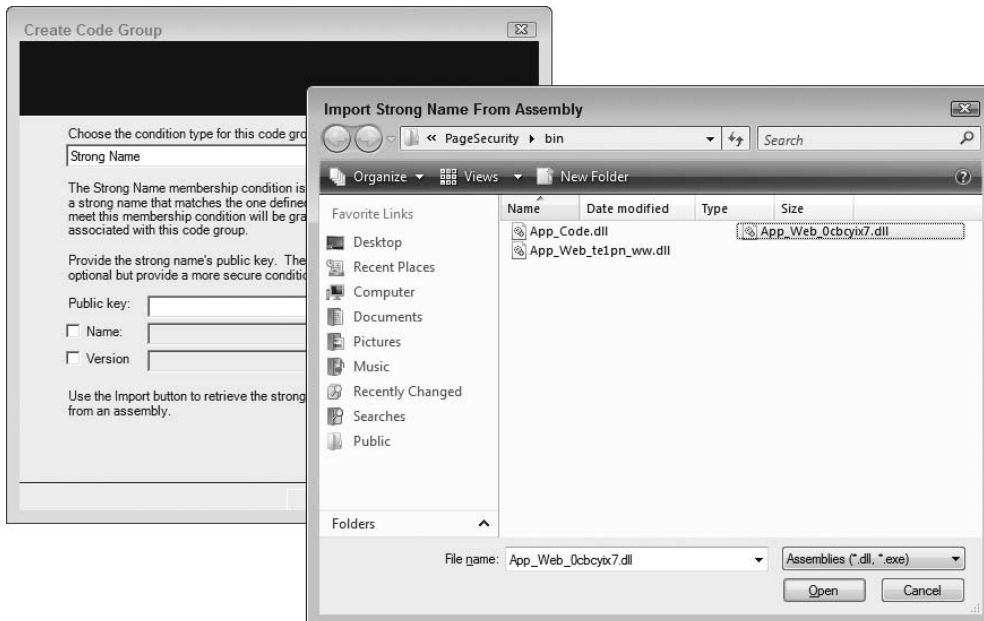 Create Code Group
Choose the condition type for this code gro
Strong Name
The Strong Name membership condition is
a strong name that matches the one defined
meet this membership condition will be gra
associated with this code group.
Provide the strong name's public key. The
optional but provide a more secure conditio
Public key:
Name:
Version
Use the Import button to retrieve the strong
from an assembly.
Import Strong Name From Assembly
« PageSecurity bin
Search
Organize Views New Folder
?
Favorite Links
Desktop
Recent Places
Computer
Documents
Pictures
Music
Recently Changed
Searches
Public
Folders
Name Date modified Type Size
App_Code.dll App_Web_0cbcyix7.dll
App_Web_te1pn_ww.dll
File name: App_Web_0cbcyix7.dll Assemblies (*.dll, *.exe)
Open Cancel